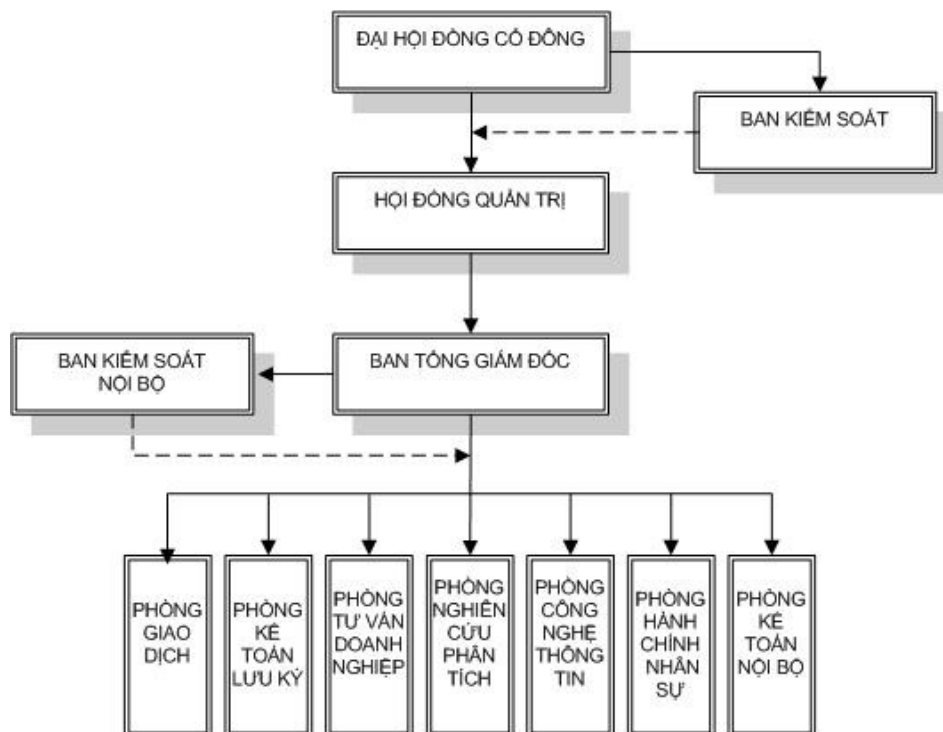 ĐẠI HỘI ĐỒNG CỔ ĐÔNG
BAN KIỂM SOÁT
HỘI ĐỒNG QUẢN TRỊ
BAN KIỂM SOÁT
NỘI BỘ
BAN TỔNG GIÁM ĐỐC
PHÒNG
GIAO
DỊCH
PHÒNG
KẾ
TOÁN
LƯU KÝ
PHÒNG
TƯ VẤN
DOANH
NGHIỆP
PHÒNG
NGHIÊN
CỨU
PHÂN
TÍCH
PHÒNG
CÔNG
NGHỆ
THÔNG
TIN
PHÒNG
HÀNH
CHÍNH
NHÂN
SỰ
PHÒNG
KẾ
TOÁN
NỘI BỘ